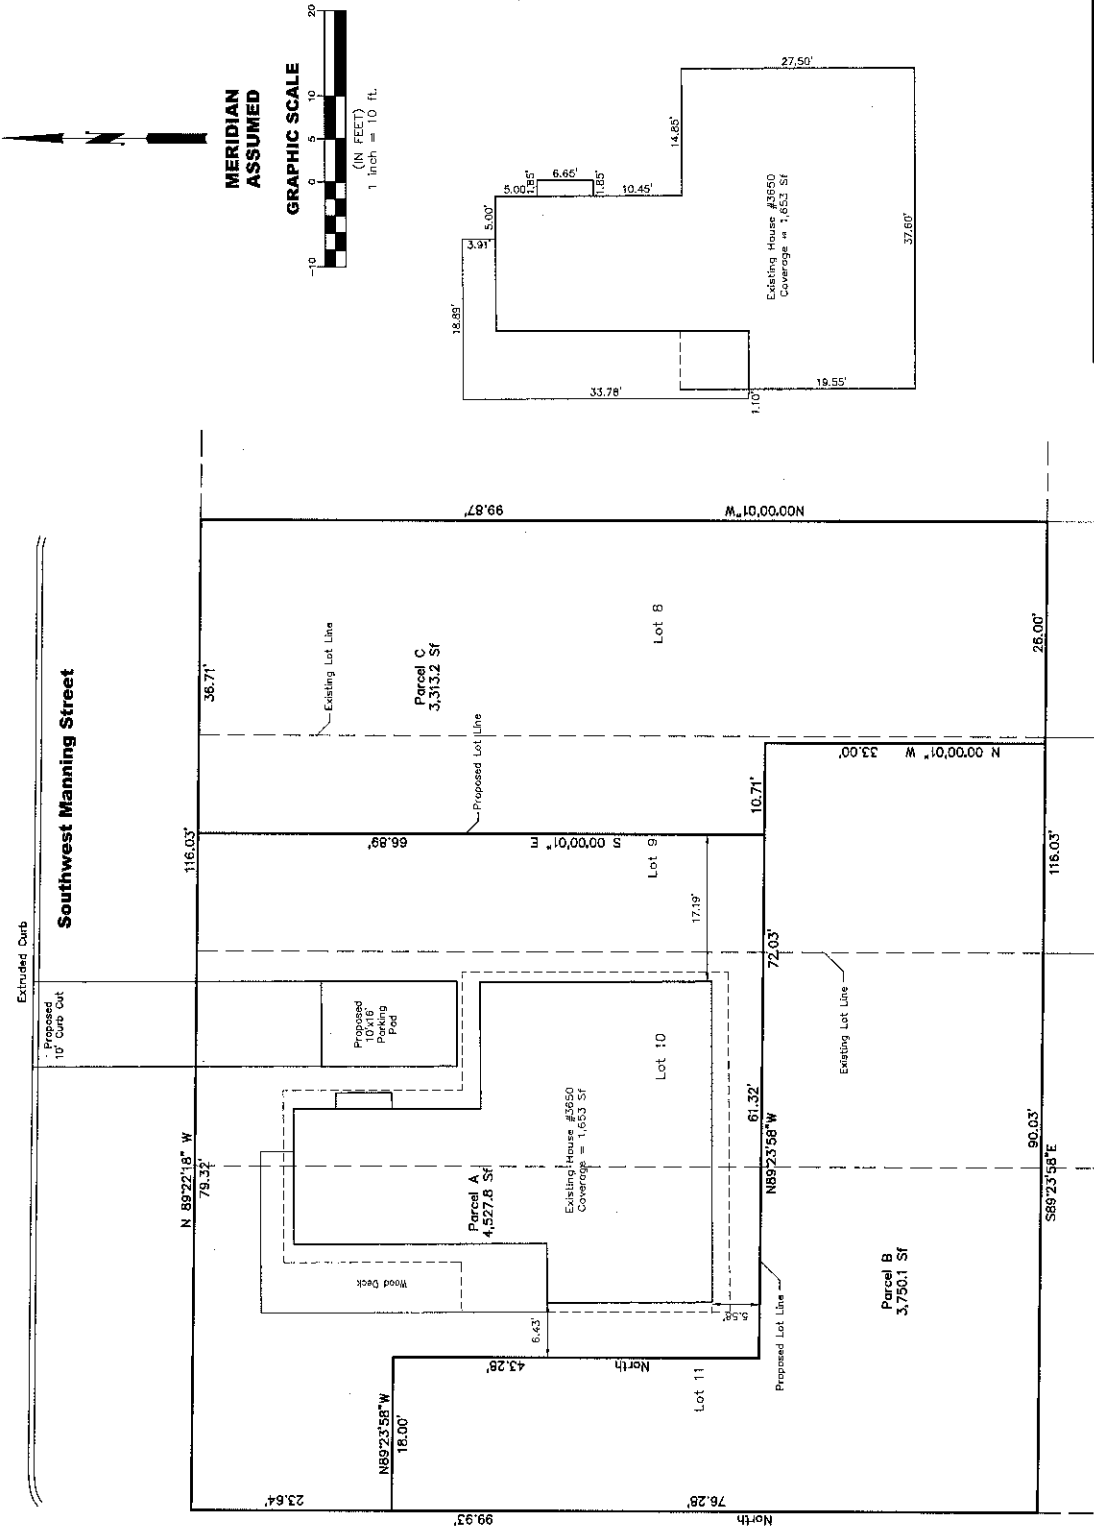 MERIDIAN
ASSUMED
GRAPHIC SCALE
-10
0
5
10
20
(IN FEET)
1 inch = 10 ft.
27.50'
14.85'
6.65'
1.85'
1.85'
5.00'
10.45'
5.00'
3.91'
18.89'
33.78'
1.10'
19.55'
37.60'
Existing House #3650
Coverage = 1,653 Sf
Extruded Curb
Southwest Manning Street
Proposed
10' Curb Cut
N 89°22'18" W
116.03'
79.32'
36.71'
99.87'
N00°00'01"W
Existing Lot Line
Parcel C
3,313.2 Sf
Lot 8
Proposed Lot Line
66.89'
S 00°00'01" E
Lot 9
10.71'
N 00°00'01" W
33.00'
26.00'
17.19'
72.03'
116.03'
Proposed
10'x16'
Parking
Pad
Lot 10
Existing House #3650
Coverage = 1,653 Sf
Parcel A
4,527.8 Sf
Wood Deck
61.32'
N89°23'58"W
Existing Lot Line
90.03'
S89°23'58"E
6.43'
5.58'
43.28'
North
Proposed Lot Line
Parcel B
3,750.1 Sf
Lot 11
N89°23'58"W
18.00'
23.64'
99.93'
76.28'
North